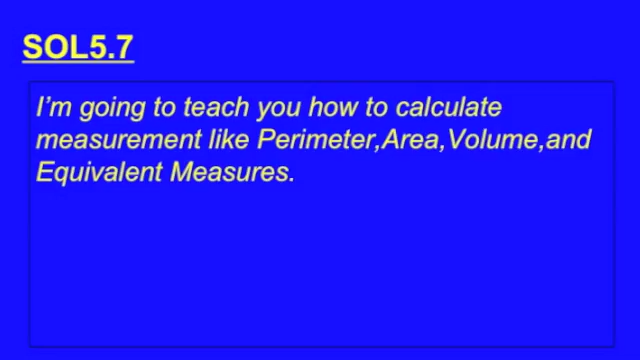 SOL5.7
I'm going to teach you how to calculate
measurement like Perimeter,Area,Volume,and
Equivalent Measures.